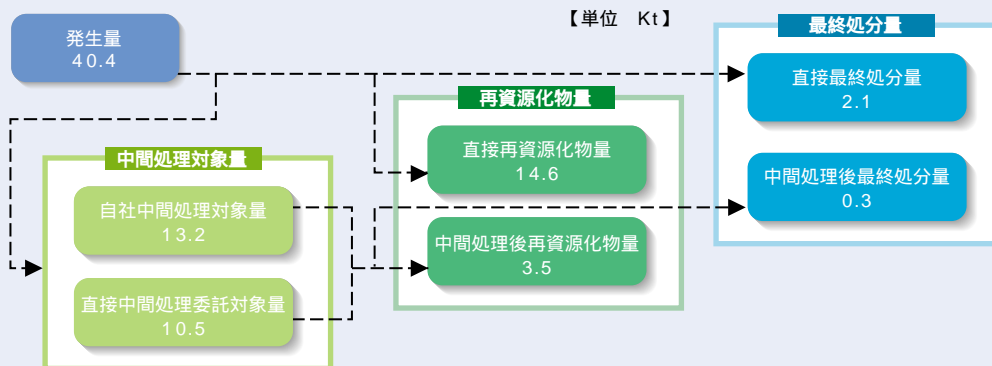 【単位 Kt】
発生量
40.4
最終処分量
直接最終処分量
2.1
中間処理後最終処分量
0.3
再資源化物量
直接再資源化物量
14.6
中間処理後再資源化物量
3.5
中間処理対象量
自社中間処理対象量
13.2
直接中間処理委託対象量
10.5